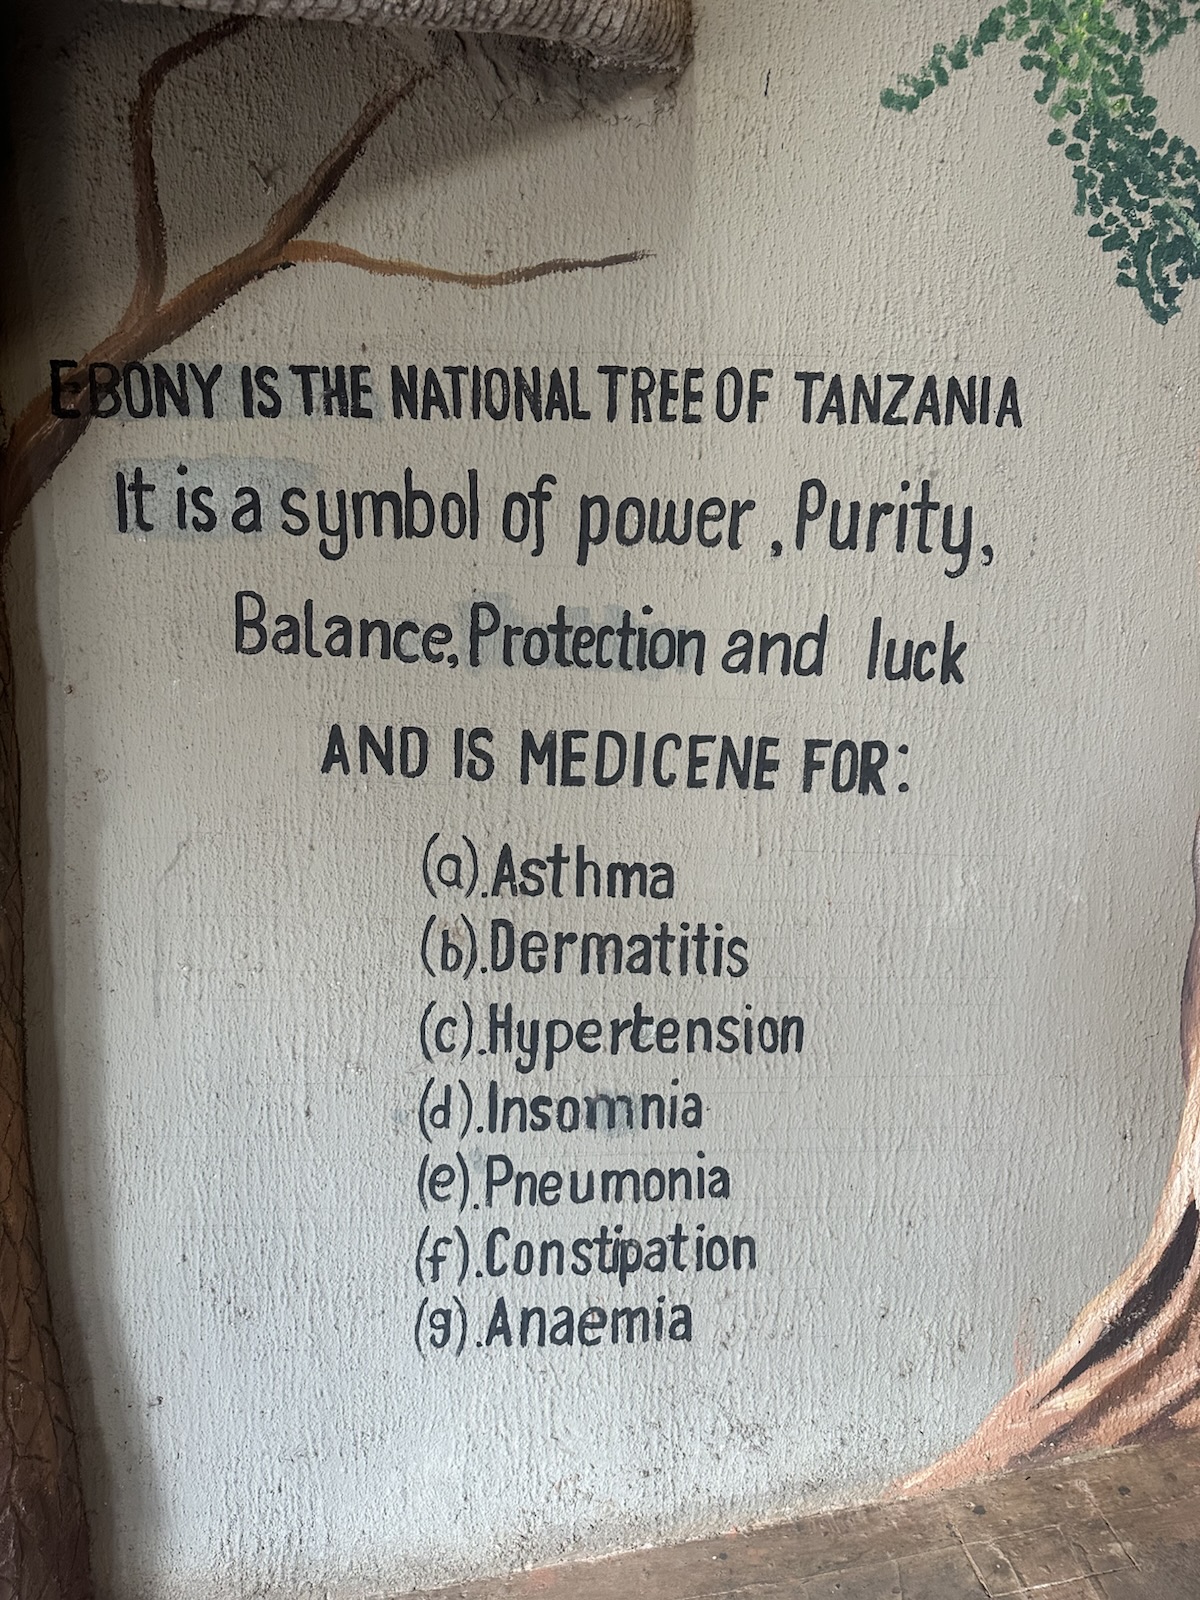 EBONY IS THE NATIONAL TREE OF TANZANIA
It is a symbol of power , Purity,
Balance, Protection and luck
AND IS MEDICENE FOR:
(a). Asthma
(b). Dermatitis
(c). Hypertension
(d). Insomnia
(e). Pneumonia
(f). Constipation
(g). Anaemia